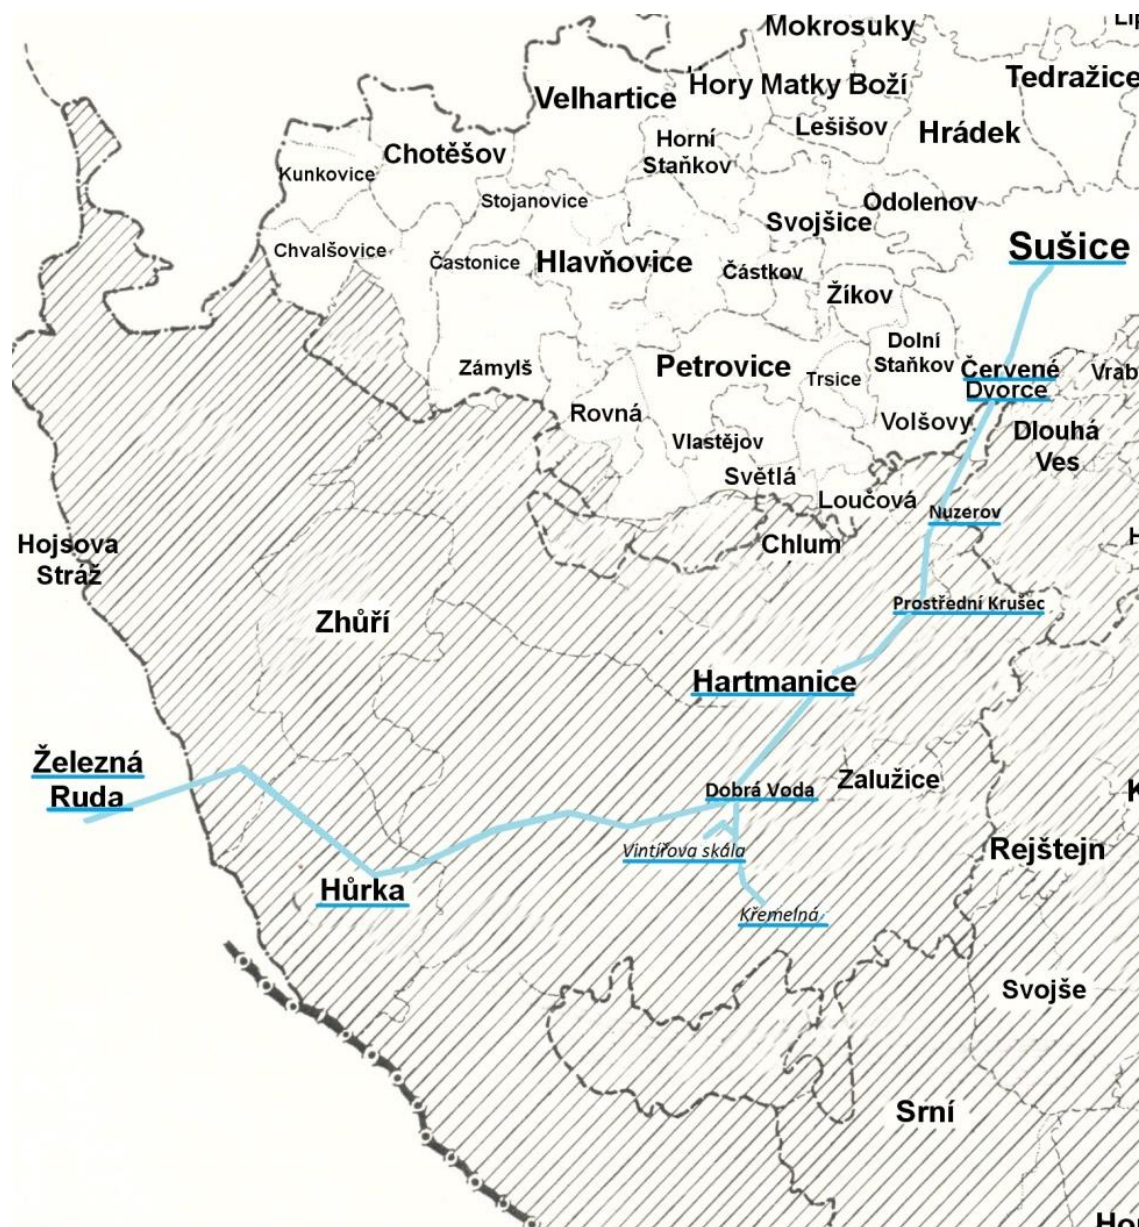 Mokrosuky
Hory Matky Boží
Tedražice
Velhartice
Lešišov
Hrádek
Horní
Staňkov
Chotěšov
Kunkovice
Stojanovice
Odolenov
Svojšice
Sušice
Chvalšovice
Častonice
Hlavňovice
Částkov
Žíkov
Dolní
Staňkov
Zámylš
Petrovice
Trsice
Červené
Dvorce
Vrab
Rovná
Volšovy
Dlouhá
Ves
Vlastějov
Světlá
Loučová
Nuzerov
Hojsova
Stráž
Chlum
H
Zhůří
Prostřední Krušec
Hartmanice
Železná
Ruda
Dobrá Voda
Zalužice
K
Vintířova skála
Rejštejn
Hůrka
Křemelná
Svojše
Srní
Hor